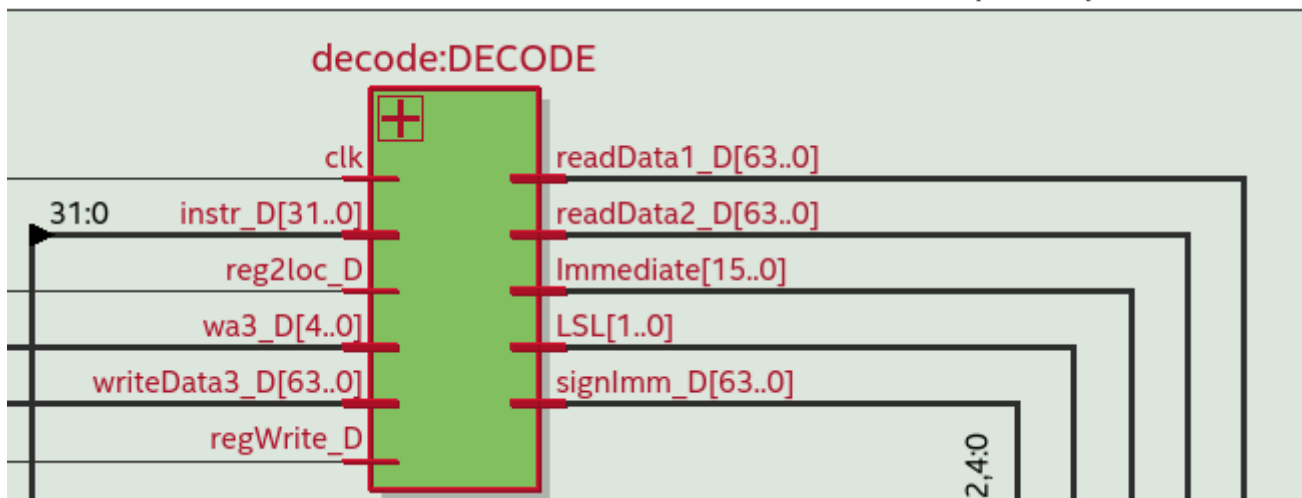 decode:DECODE
clk
readData1_D[63..0]
31:0
instr_D[31..0]
readData2_D[63..0]
reg2loc_D
Immediate[15..0]
wa3_D[4..0]
LSL[1..0]
writeData3_D[63..0]
signImm_D[63..0]
regWrite_D
2,4:0